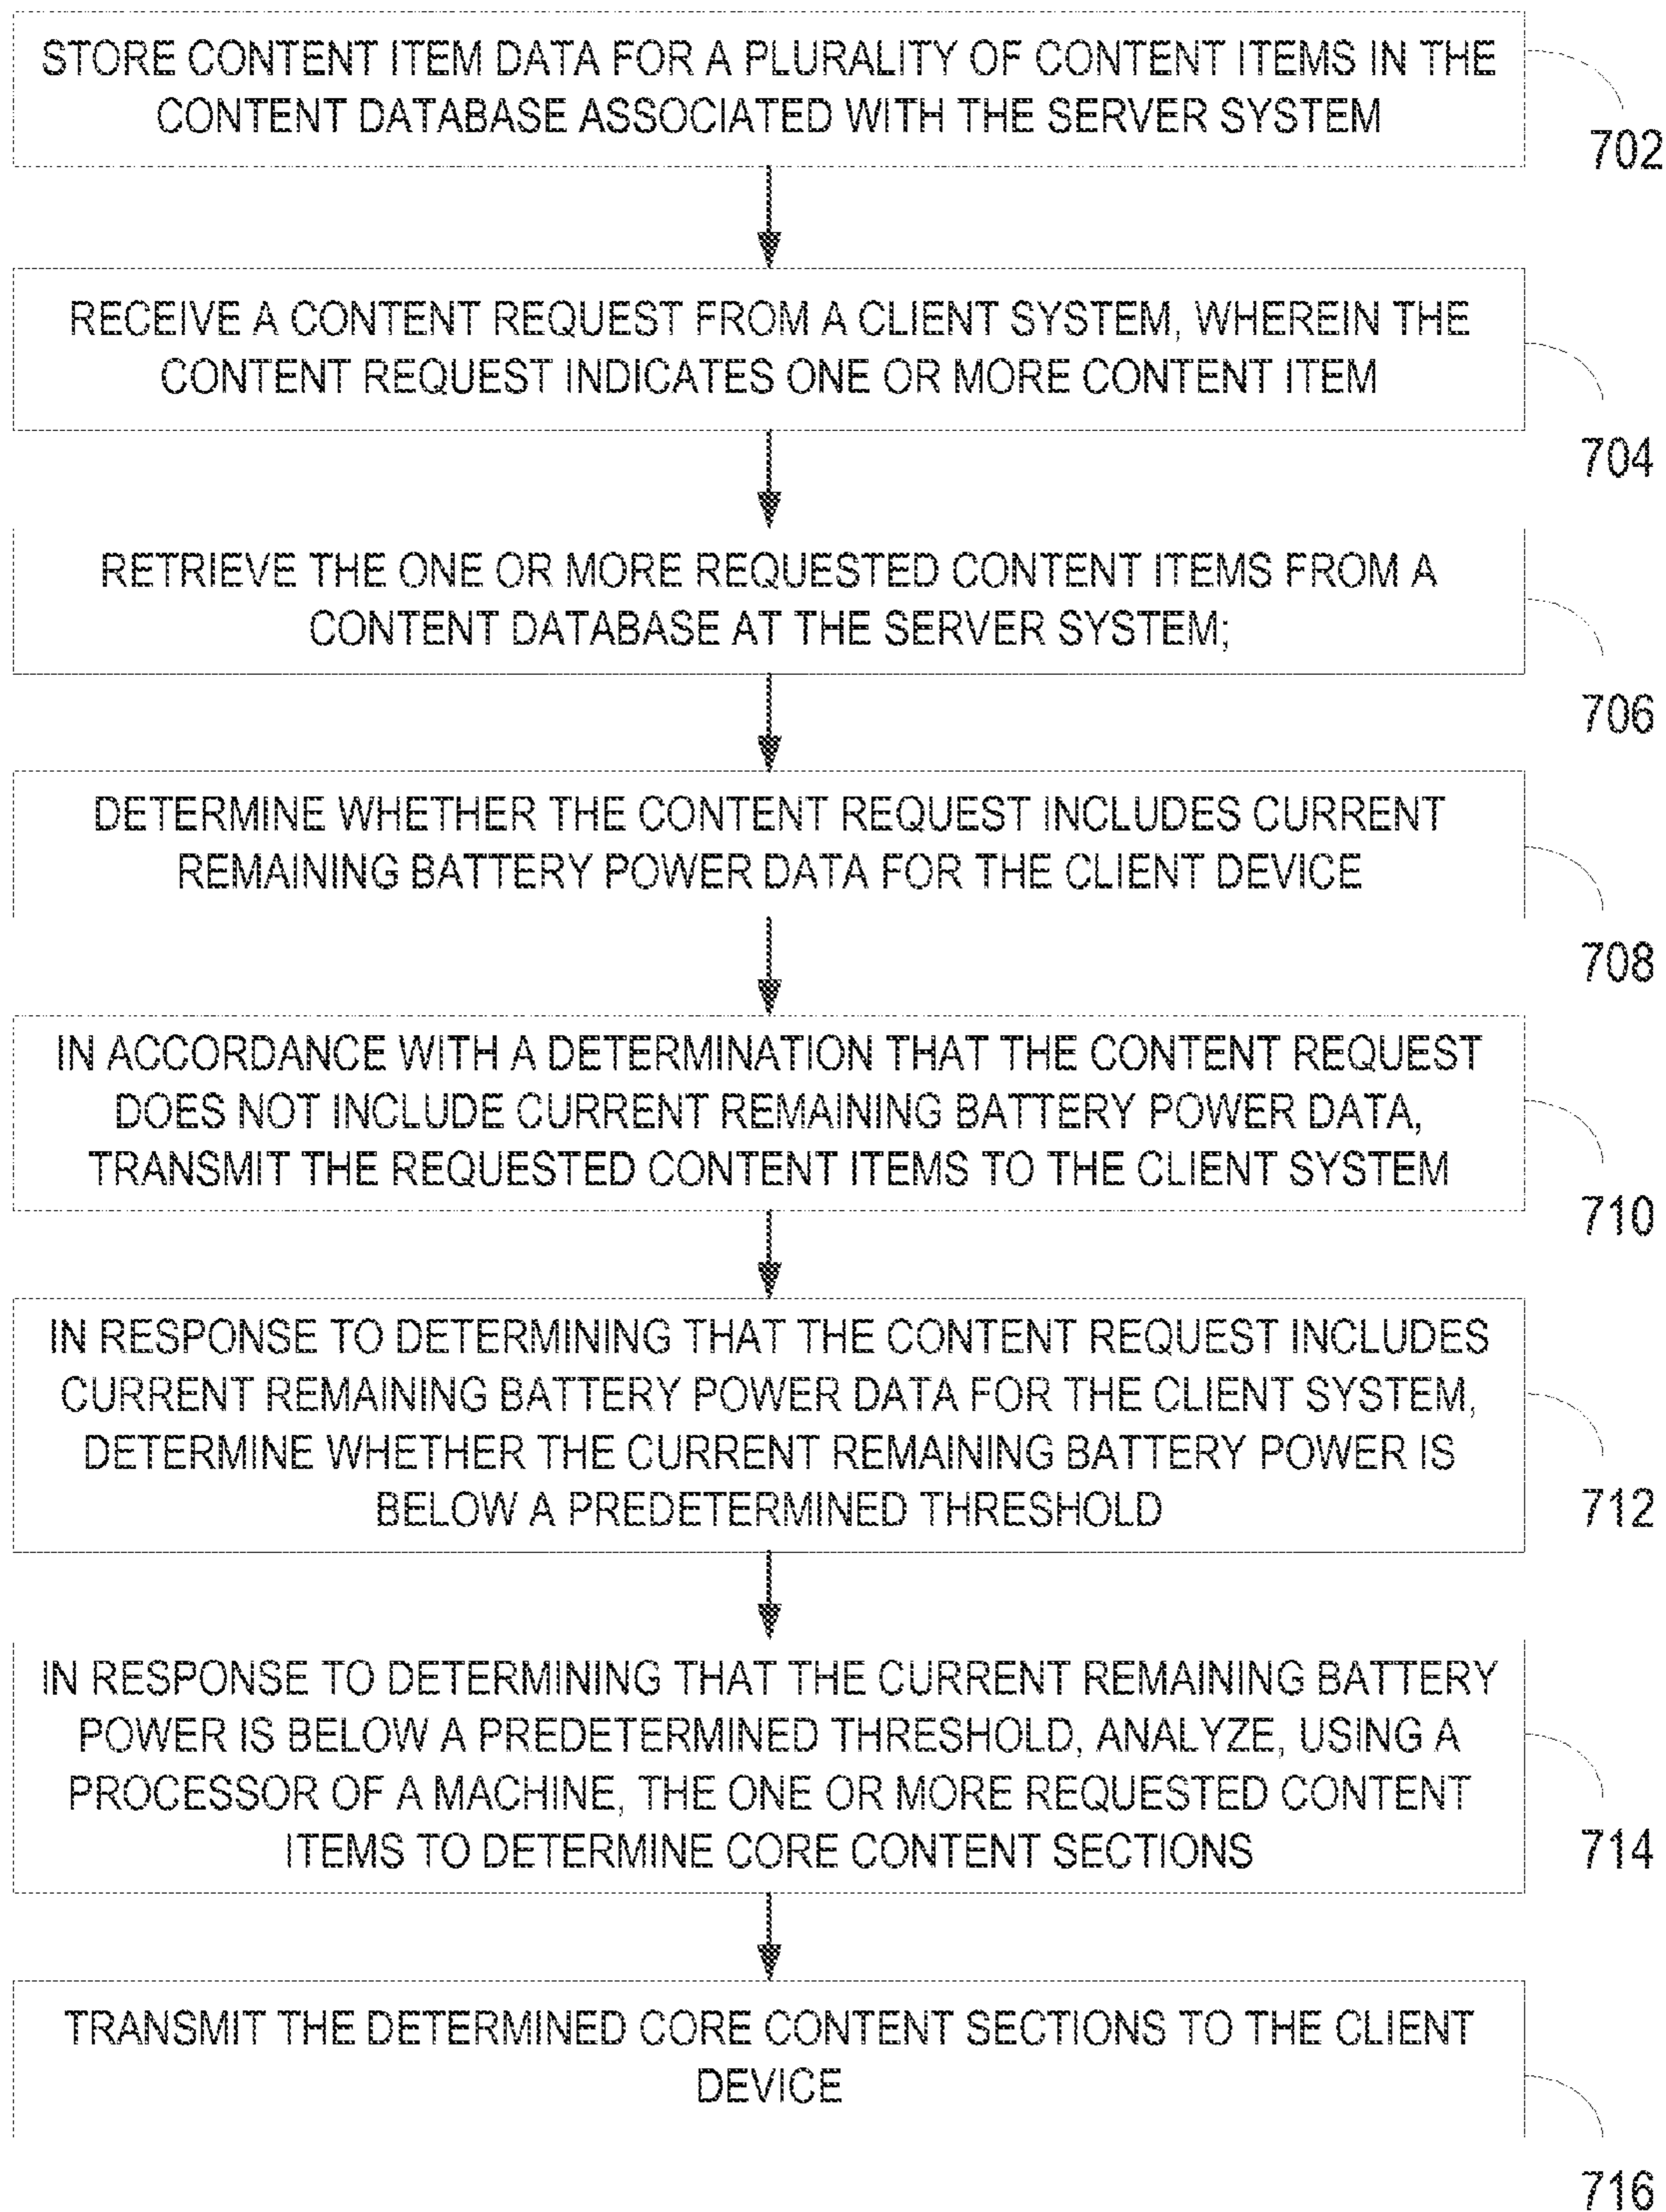 STORE CONTENT ITEM DATA FOR A PLURALITY OF CONTENT ITEMS IN THE
CONTENT DATABASE ASSOCIATED WITH THE SERVER SYSTEM
702
RECEIVE A CONTENT REQUEST FROM A CLIENT SYSTEM, WHEREIN THE
CONTENT REQUEST INDICATES ONE OR MORE CONTENT ITEM
704
RETRIEVE THE ONE OR MORE REQUESTED CONTENT ITEMS FROM A
CONTENT DATABASE AT THE SERVER SYSTEM;
706
DETERMINE WHETHER THE CONTENT REQUEST INCLUDES CURRENT
REMAINING BATTERY POWER DATA FOR THE CLIENT DEVICE
708
IN ACCORDANCE WITH A DETERMINATION THAT THE CONTENT REQUEST
DOES NOT INCLUDE CURRENT REMAINING BATTERY POWER DATA,
TRANSMIT THE REQUESTED CONTENT ITEMS TO THE CLIENT SYSTEM
710
IN RESPONSE TO DETERMINING THAT THE CONTENT REQUEST INCLUDES
CURRENT REMAINING BATTERY POWER DATA FOR THE CLIENT SYSTEM,
DETERMINE WHETHER THE CURRENT REMAINING BATTERY POWER IS
BELOW A PREDETERMINED THRESHOLD
712
IN RESPONSE TO DETERMINING THAT THE CURRENT REMAINING BATTERY
POWER IS BELOW A PREDETERMINED THRESHOLD, ANALYZE, USING A
PROCESSOR OF A MACHINE, THE ONE OR MORE REQUESTED CONTENT
ITEMS TO DETERMINE CORE CONTENT SECTIONS
714
TRANSMIT THE DETERMINED CORE CONTENT SECTIONS TO THE CLIENT
DEVICE
716